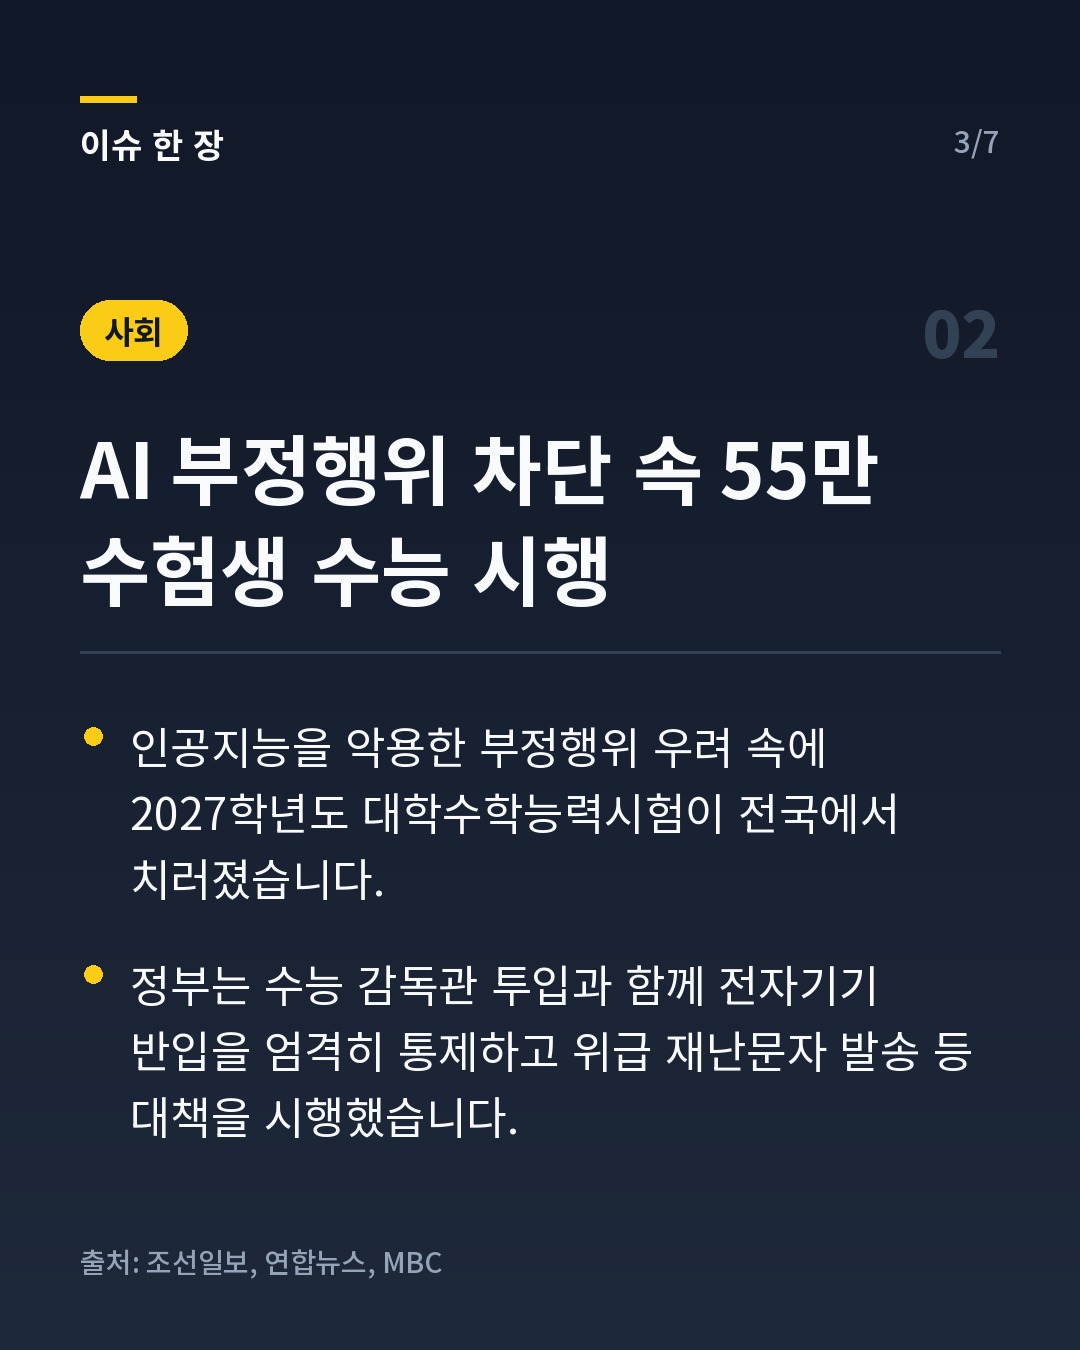 이슈 한 장
3/7
사회
02
AI 부정행위 차단 속 55만
수험생 수능 시행
인공지능을 악용한 부정행위 우려 속에
2027학년도 대학수학능력시험이 전국에서
치러졌습니다.
정부는 수능 감독관 투입과 함께 전자기기
반입을 엄격히 통제하고 위급 재난문자 발송 등
대책을 시행했습니다.
출처: 조선일보, 연합뉴스, MBC